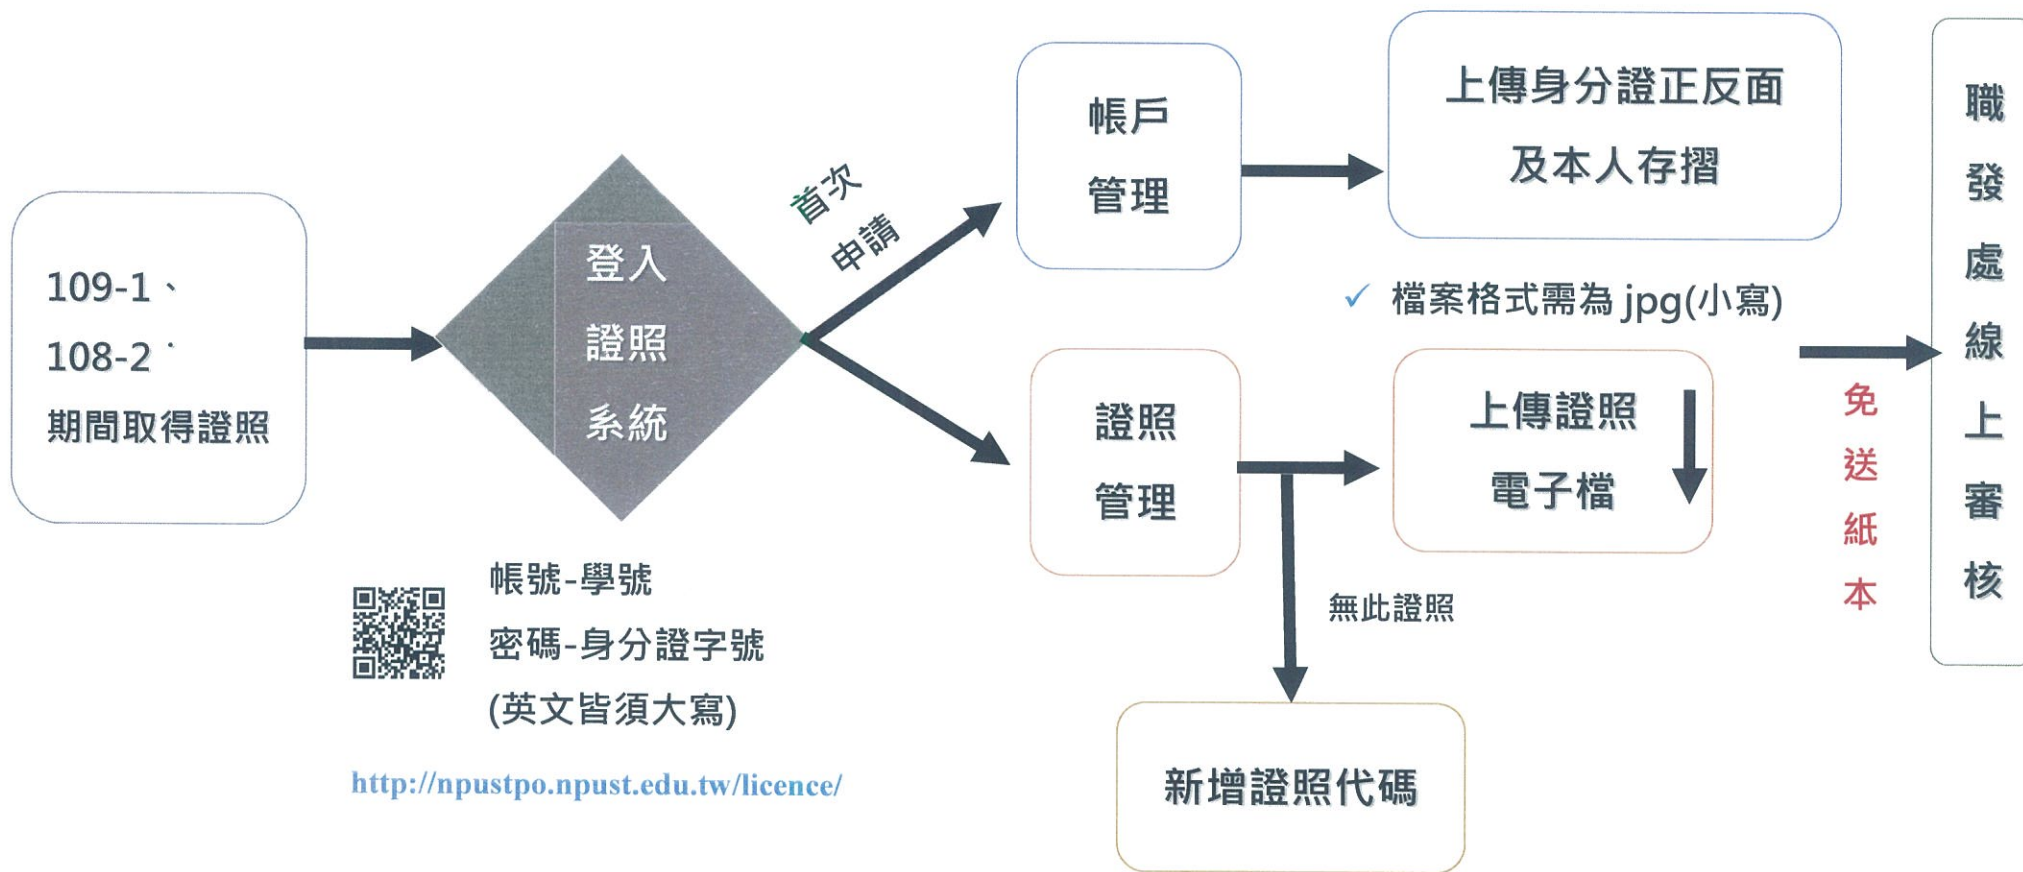 109-1、
108-2
期間取得證照
登入
證照
系統
帳號-學號
密碼-身分證字號
(英文皆須大寫)
http://npustpo.npust.edu.tw/licence/
首次
申請
帳戶
管理
上傳身分證正反面
及本人存摺
✓ 檔案格式需為 jpg(小寫)
證照
管理
上傳證照
電子檔
無此證照
新增證照代碼
免送紙本
職發處線上審核